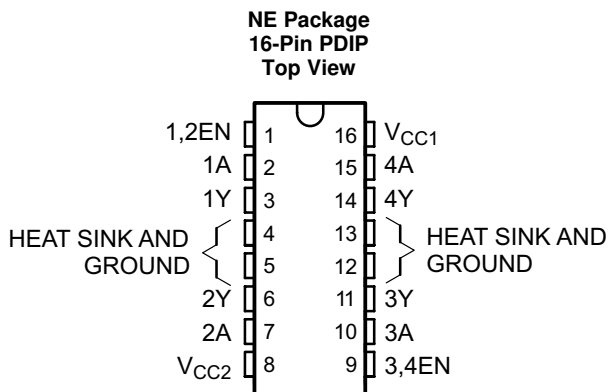 NE Package
16-Pin PDIP
Top View
1,2EN 1 16 VCC1
1A 2 15 4A
1Y 3 14 4Y
HEAT SINK AND GROUND 4 13 HEAT SINK AND GROUND
5 12
2Y 6 11 3Y
2A 7 10 3A
VCC2 8 9 3,4EN